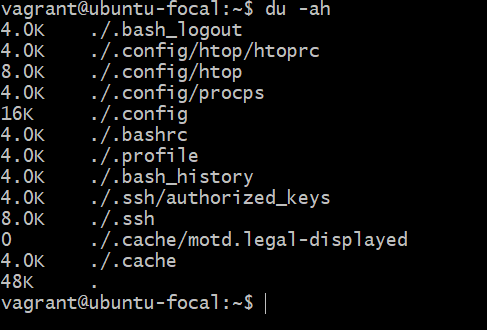 vagrant@ubuntu-focal:~$ du -ah
4.0K    ./.bash_logout
4.0K    ./.config/htop/htoprc
8.0K    ./.config/htop
4.0K    ./.config/procps
16K     ./.config
4.0K    ./.bashrc
4.0K    ./.profile
4.0K    ./.bash_history
4.0K    ./.ssh/authorized_keys
8.0K    ./.ssh
0       ./.cache/motd.legal-displayed
4.0K    ./.cache
48K     .
vagrant@ubuntu-focal:~$